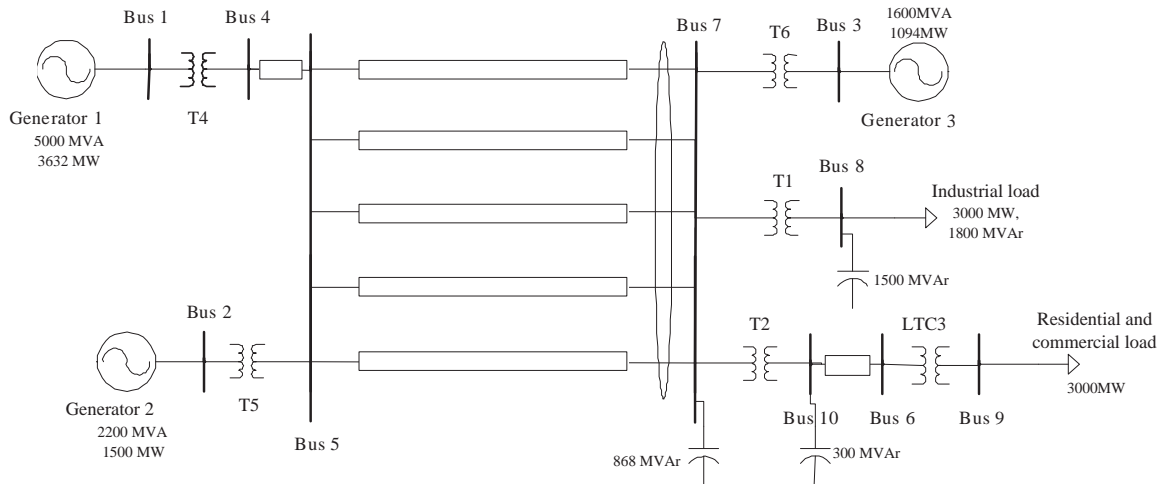 Bus 1
Bus 4
Bus 7
T6
Bus 3
1600MVA
1094MW
T4
Generator 1
5000 MVA
3632 MW
Generator 3
T1
Bus 8
Industrial load
3000 MW,
1800 MVAr
1500 MVAr
Bus 2
T5
Generator 2
2200 MVA
1500 MW
Bus 5
T2
LTC3
Residential and
commercial load
3000MW
Bus 10
Bus 6
Bus 9
868 MVAr
300 MVAr